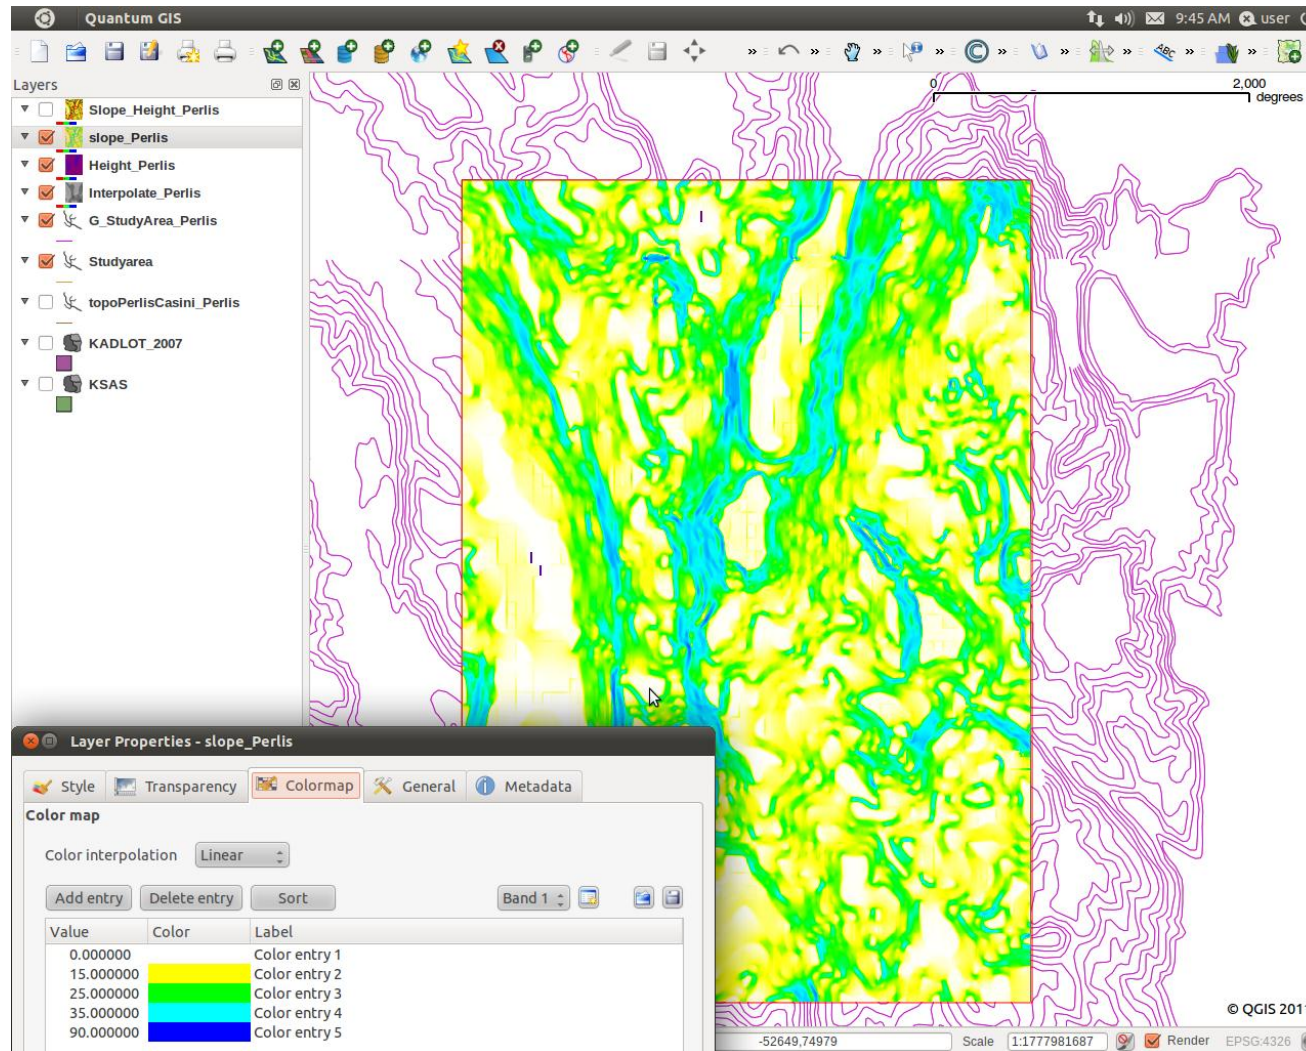 Quantum GIS
9:45 AM
user
Layers
0
2,000
degrees
Slope_Height_Perlis
slope_Perlis
Height_Perlis
Interpolate_Perlis
G_StudyArea_Perlis
Studyarea
topoPerlisCasini_Perlis
KADLOT_2007
KSAS
Layer Properties - slope_Perlis
Style
Transparency
Colormap
General
Metadata
Color map
Color interpolation
Linear
Add entry
Delete entry
Sort
Band 1
Value
Color
Label
0.000000
Color entry 1
15.000000
Color entry 2
25.000000
Color entry 3
35.000000
Color entry 4
90.000000
Color entry 5
© QGIS 2011
-52649,74979
Scale
1:1777981687
Render
EPSG:4326